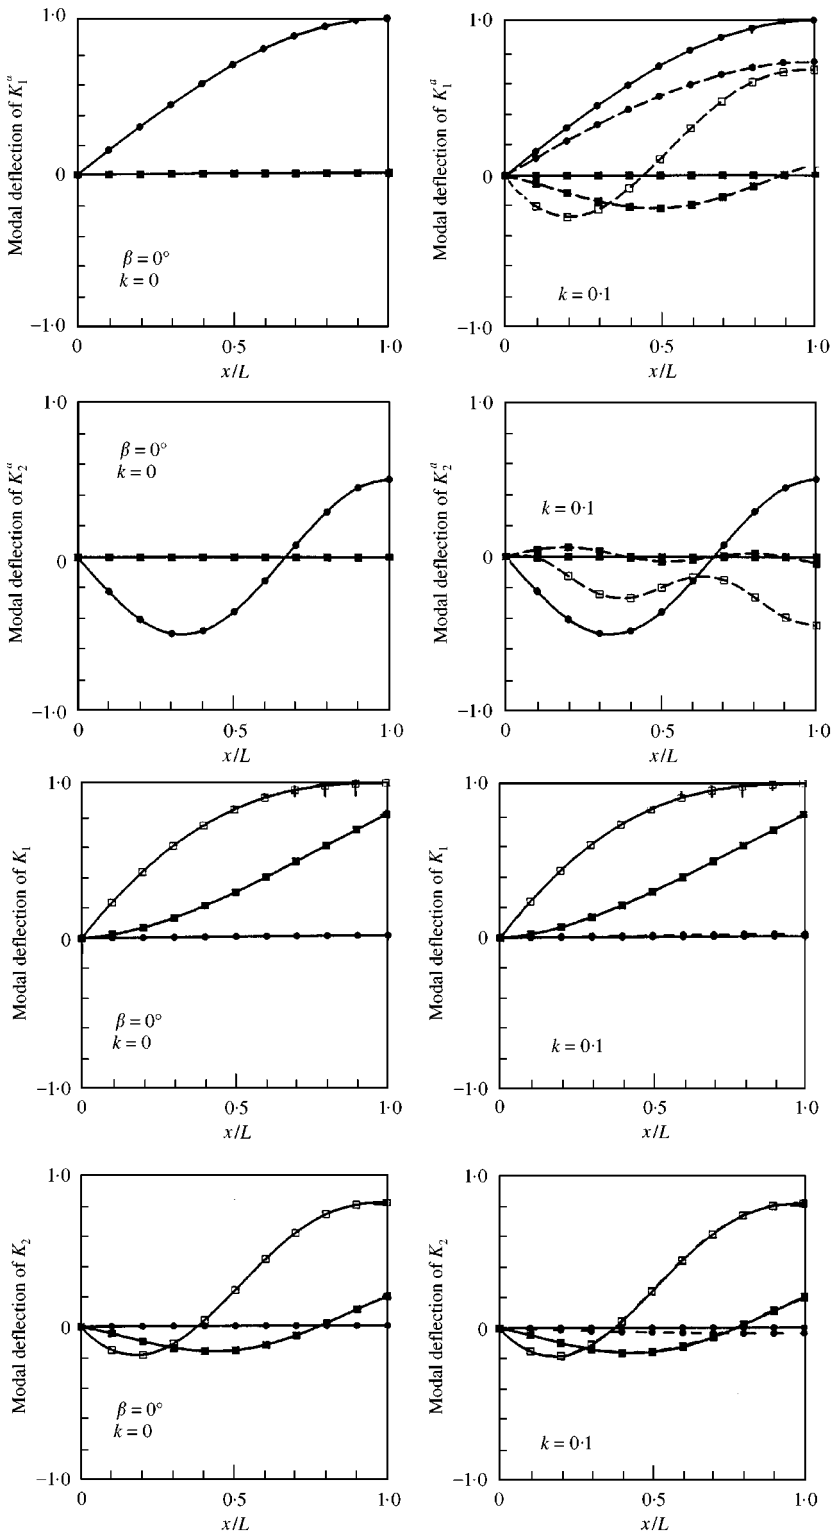 1·0
Modal deflection of K₁ᵃ
0
β = 0°
k = 0
−1·0
0
0·5
1·0
x/L
1·0
Modal deflection of K₁ᵃ
0
k = 0·1
−1·0
0
0·5
1·0
x/L
1·0
Modal deflection of K₂ᵃ
β = 0°
k = 0
0
−1·0
0
0·5
1·0
x/L
1·0
Modal deflection of K₂ᵃ
k = 0·1
0
−1·0
0
0·5
1·0
x/L
1·0
Modal deflection of K₁
0
β = 0°
k = 0
−1·0
0
0·5
1·0
x/L
1·0
Modal deflection of K₁
0
k = 0·1
−1·0
0
0·5
1·0
x/L
1·0
Modal deflection of K₂
0
β = 0°
k = 0
−1·0
0
0·5
1·0
x/L
1·0
Modal deflection of K₂
0
k = 0·1
−1·0
0
0·5
1·0
x/L